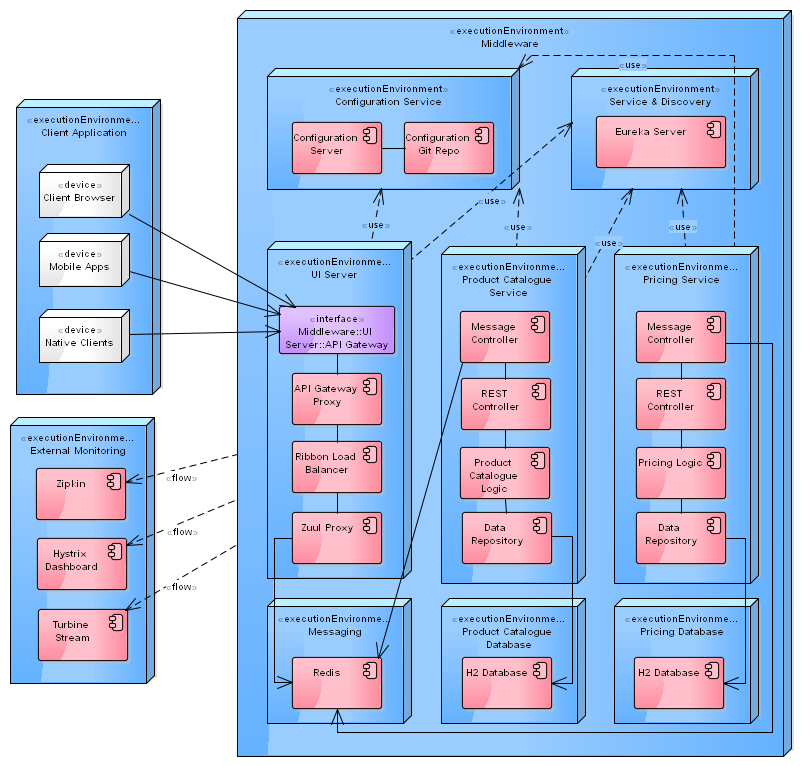 «executionEnvironment»
Middleware
«use»
«executionEnvironment»
Configuration Service
Configuration
Server
Configuration
Git Repo
«executionEnvironment»
Service & Discovery
Eureka Server
«executionEnvironme...
Client Application
«device»
Client Browser
«device»
Mobile Apps
«device»
Native Clients
«use»
«use»
«use»
«use»
«use»
«executionEnvironme...
UI Server
«interface»
Middleware::UI
Server::API Gateway
API Gateway
Proxy
Ribbon Load
Balancer
Zuul Proxy
«executionEnvironme...
Product Catalogue
Service
Message
Controller
REST
Controller
Product
Catalogue
Logic
Data
Repository
«executionEnvironme...
Pricing Service
Message
Controller
REST
Controller
Pricing Logic
Data
Repository
«executionEnvironme...
External Monitoring
Zipkin
Hystrix
Dashboard
Turbine
Stream
«flow»
«flow»
«flow»
«executionEnvironme...
Messaging
Redis
«executionEnvironme...
Product Catalogue
Database
H2 Database
«executionEnvironme...
Pricing Database
H2 Database